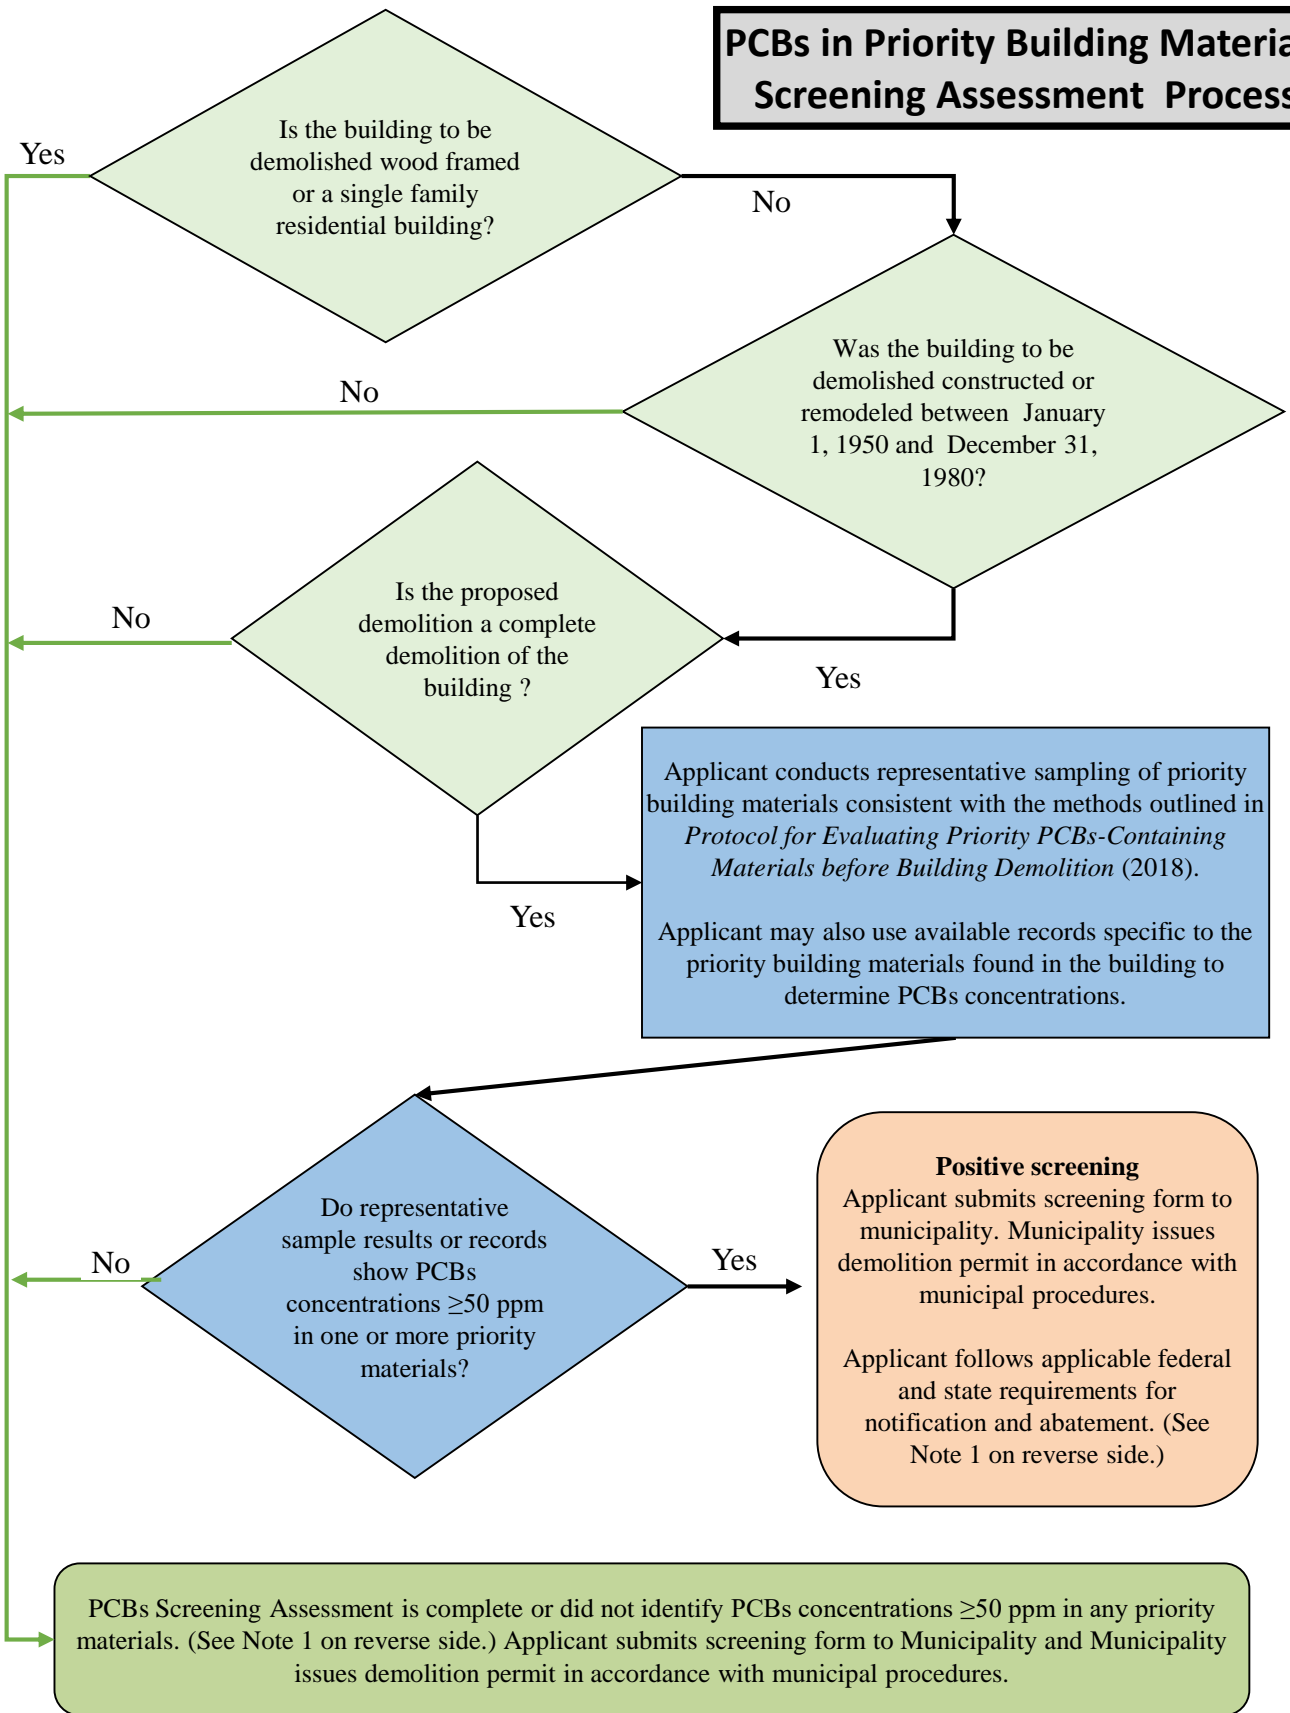 PCBs in Priority Building Materia
Screening Assessment Process
Is the building to be
demolished wood framed
or a single family
residential building?
Yes
No
Was the building to be
demolished constructed or
remodeled between January
1, 1950 and December 31,
1980?
No
Yes
Is the proposed
demolition a complete
demolition of the
building ?
No
Yes
Applicant conducts representative sampling of priority
building materials consistent with the methods outlined in
Protocol for Evaluating Priority PCBs-Containing
Materials before Building Demolition (2018).
Applicant may also use available records specific to the
priority building materials found in the building to
determine PCBs concentrations.
Do representative
sample results or records
show PCBs
concentrations ≥50 ppm
in one or more priority
materials?
No
Yes
Positive screening
Applicant submits screening form to
municipality. Municipality issues
demolition permit in accordance with
municipal procedures.
Applicant follows applicable federal
and state requirements for
notification and abatement. (See
Note 1 on reverse side.)
PCBs Screening Assessment is complete or did not identify PCBs concentrations ≥50 ppm in any priority
materials. (See Note 1 on reverse side.) Applicant submits screening form to Municipality and Municipality
issues demolition permit in accordance with municipal procedures.